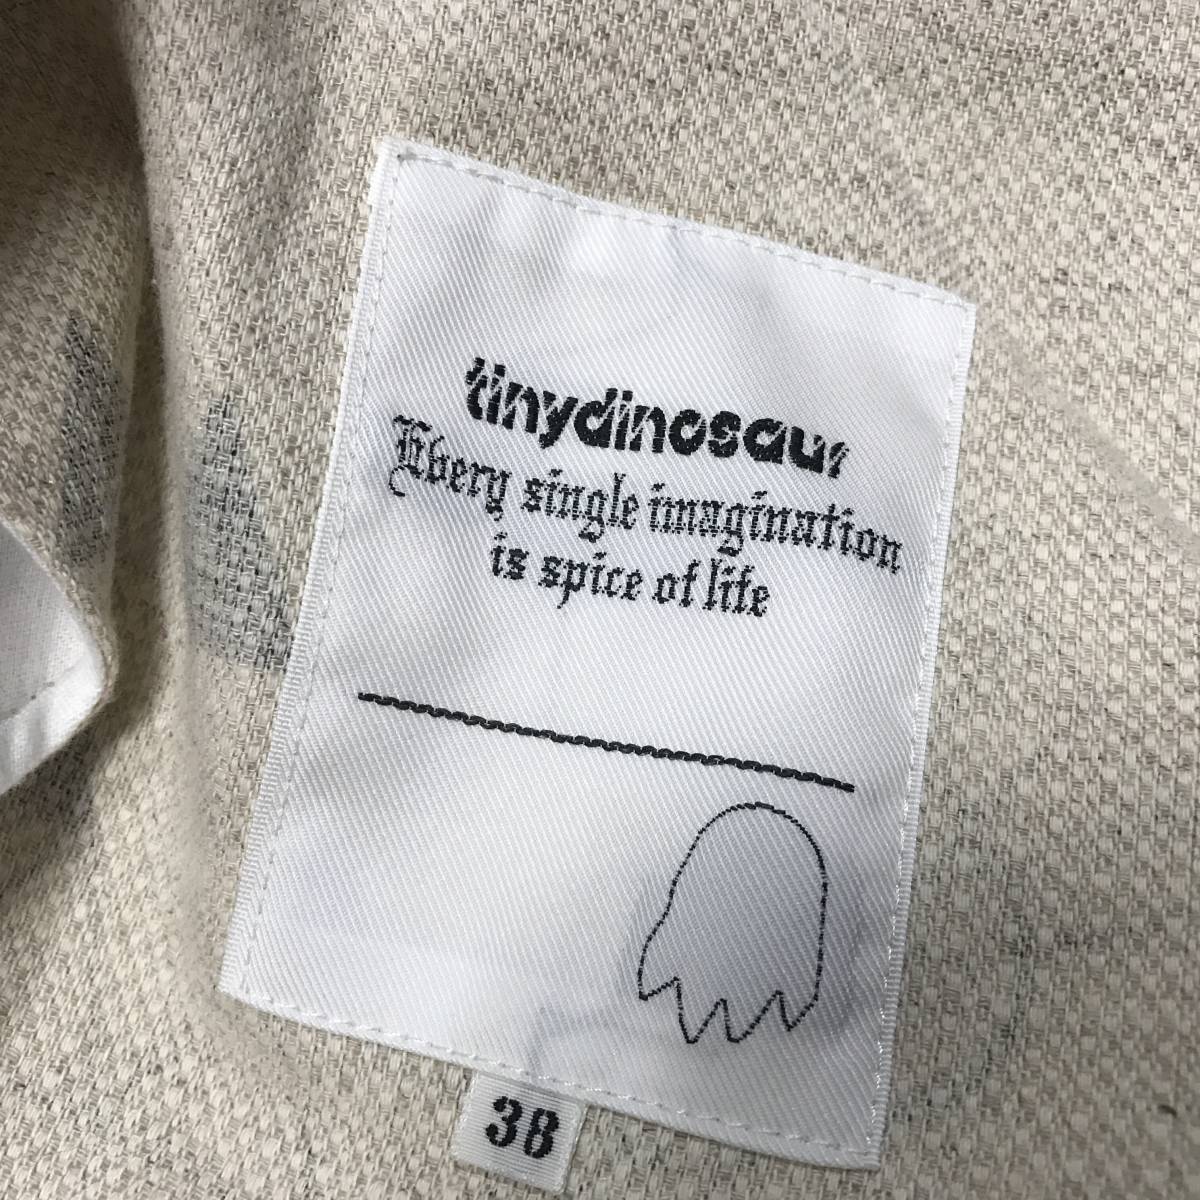 tinydinosaur
Every single imagination
is spice of life
38